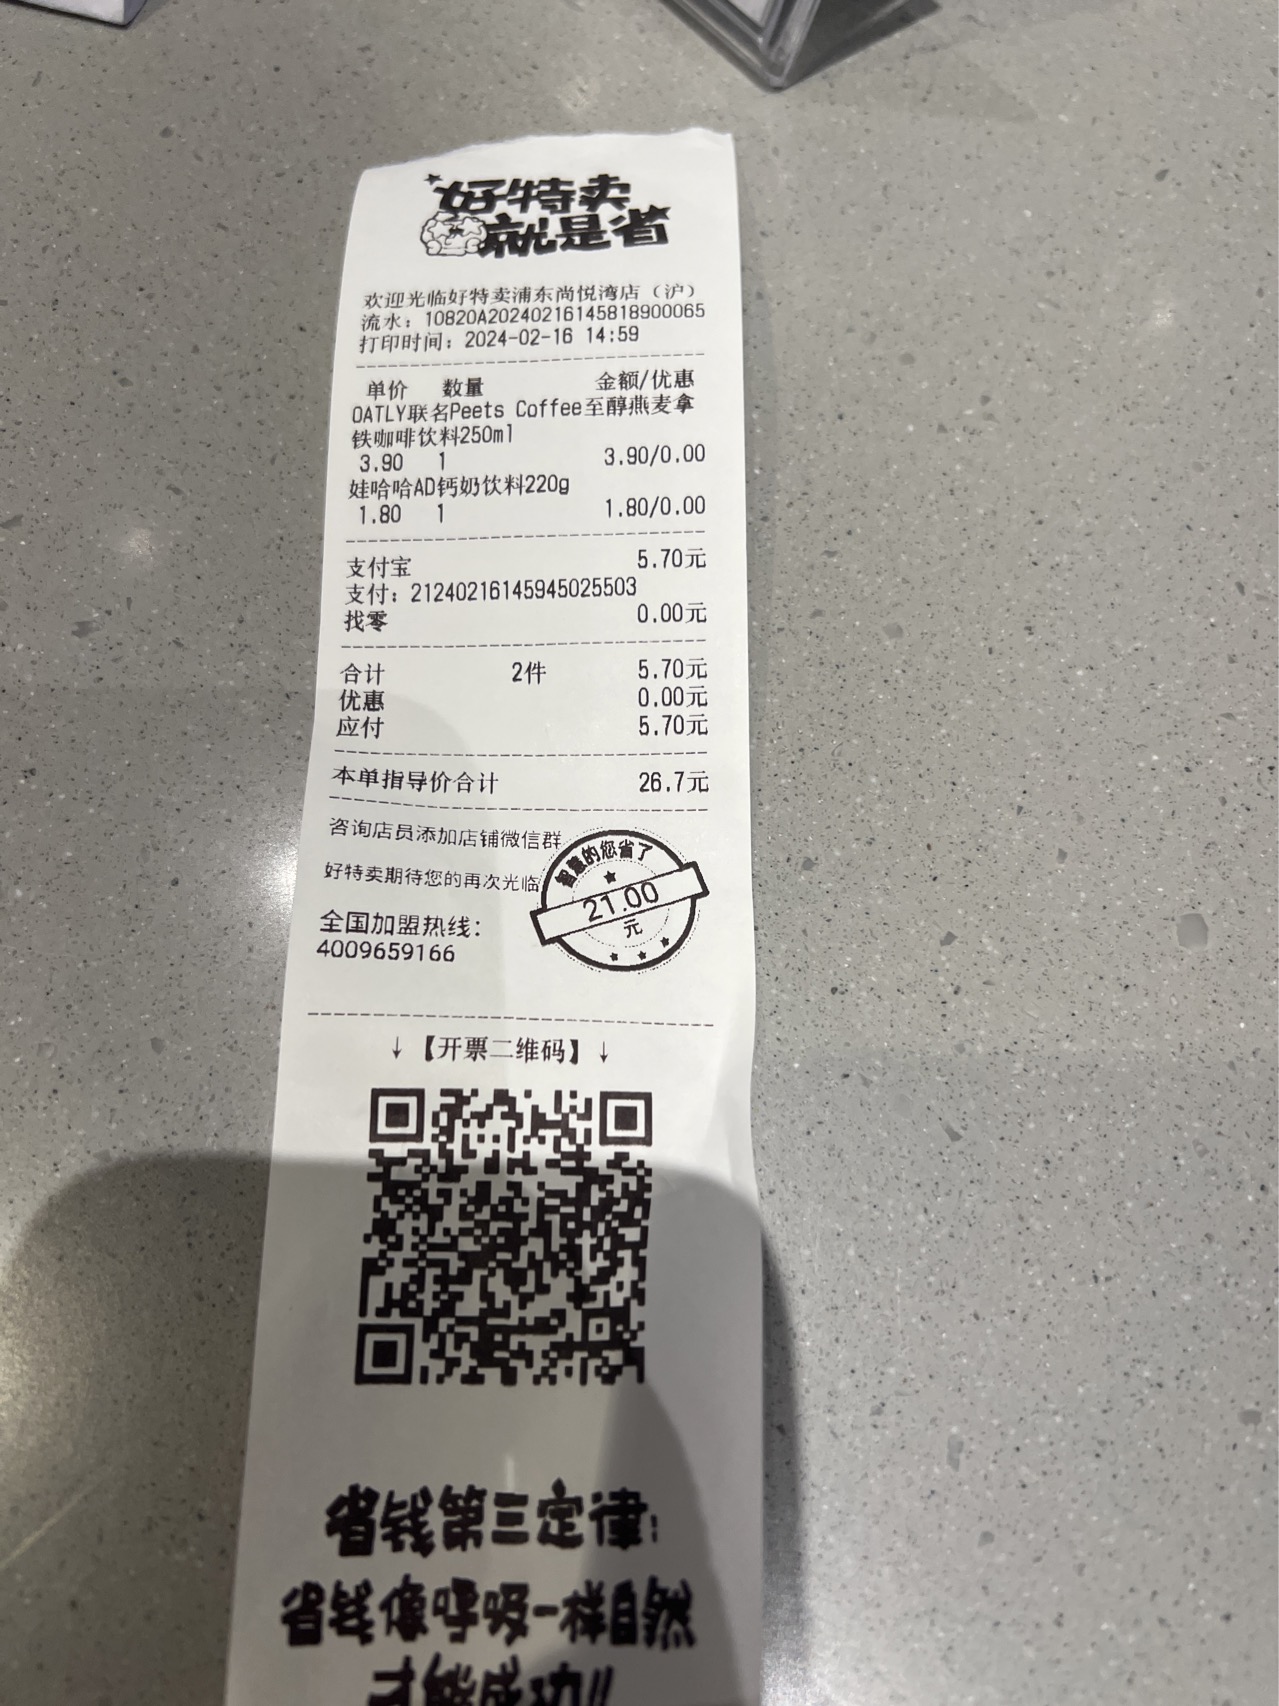 好特卖
就是省
欢迎光临好特卖浦东尚悦湾店（沪）
流水：10820A20240216145818900065
打印时间：2024-02-16 14:59
单价 数量 金额/优惠
OATLY联名Peets Coffee至醇燕麦拿
铁咖啡饮料250ml
3.90 1 3.90/0.00
娃哈哈AD钙奶饮料220g
1.80 1 1.80/0.00
支付宝 5.70元
支付：21240216145945025503
找零 0.00元
合计 2件 5.70元
优惠 0.00元
应付 5.70元
本单指导价合计 26.7元
咨询店员添加店铺微信群
好特卖期待您的再次光临
智慧的您省了
21.00
元
全国加盟热线：
4009659166
↓【开票二维码】↓
省钱第三定律：
省钱像呼吸一样自然
才能成功!!